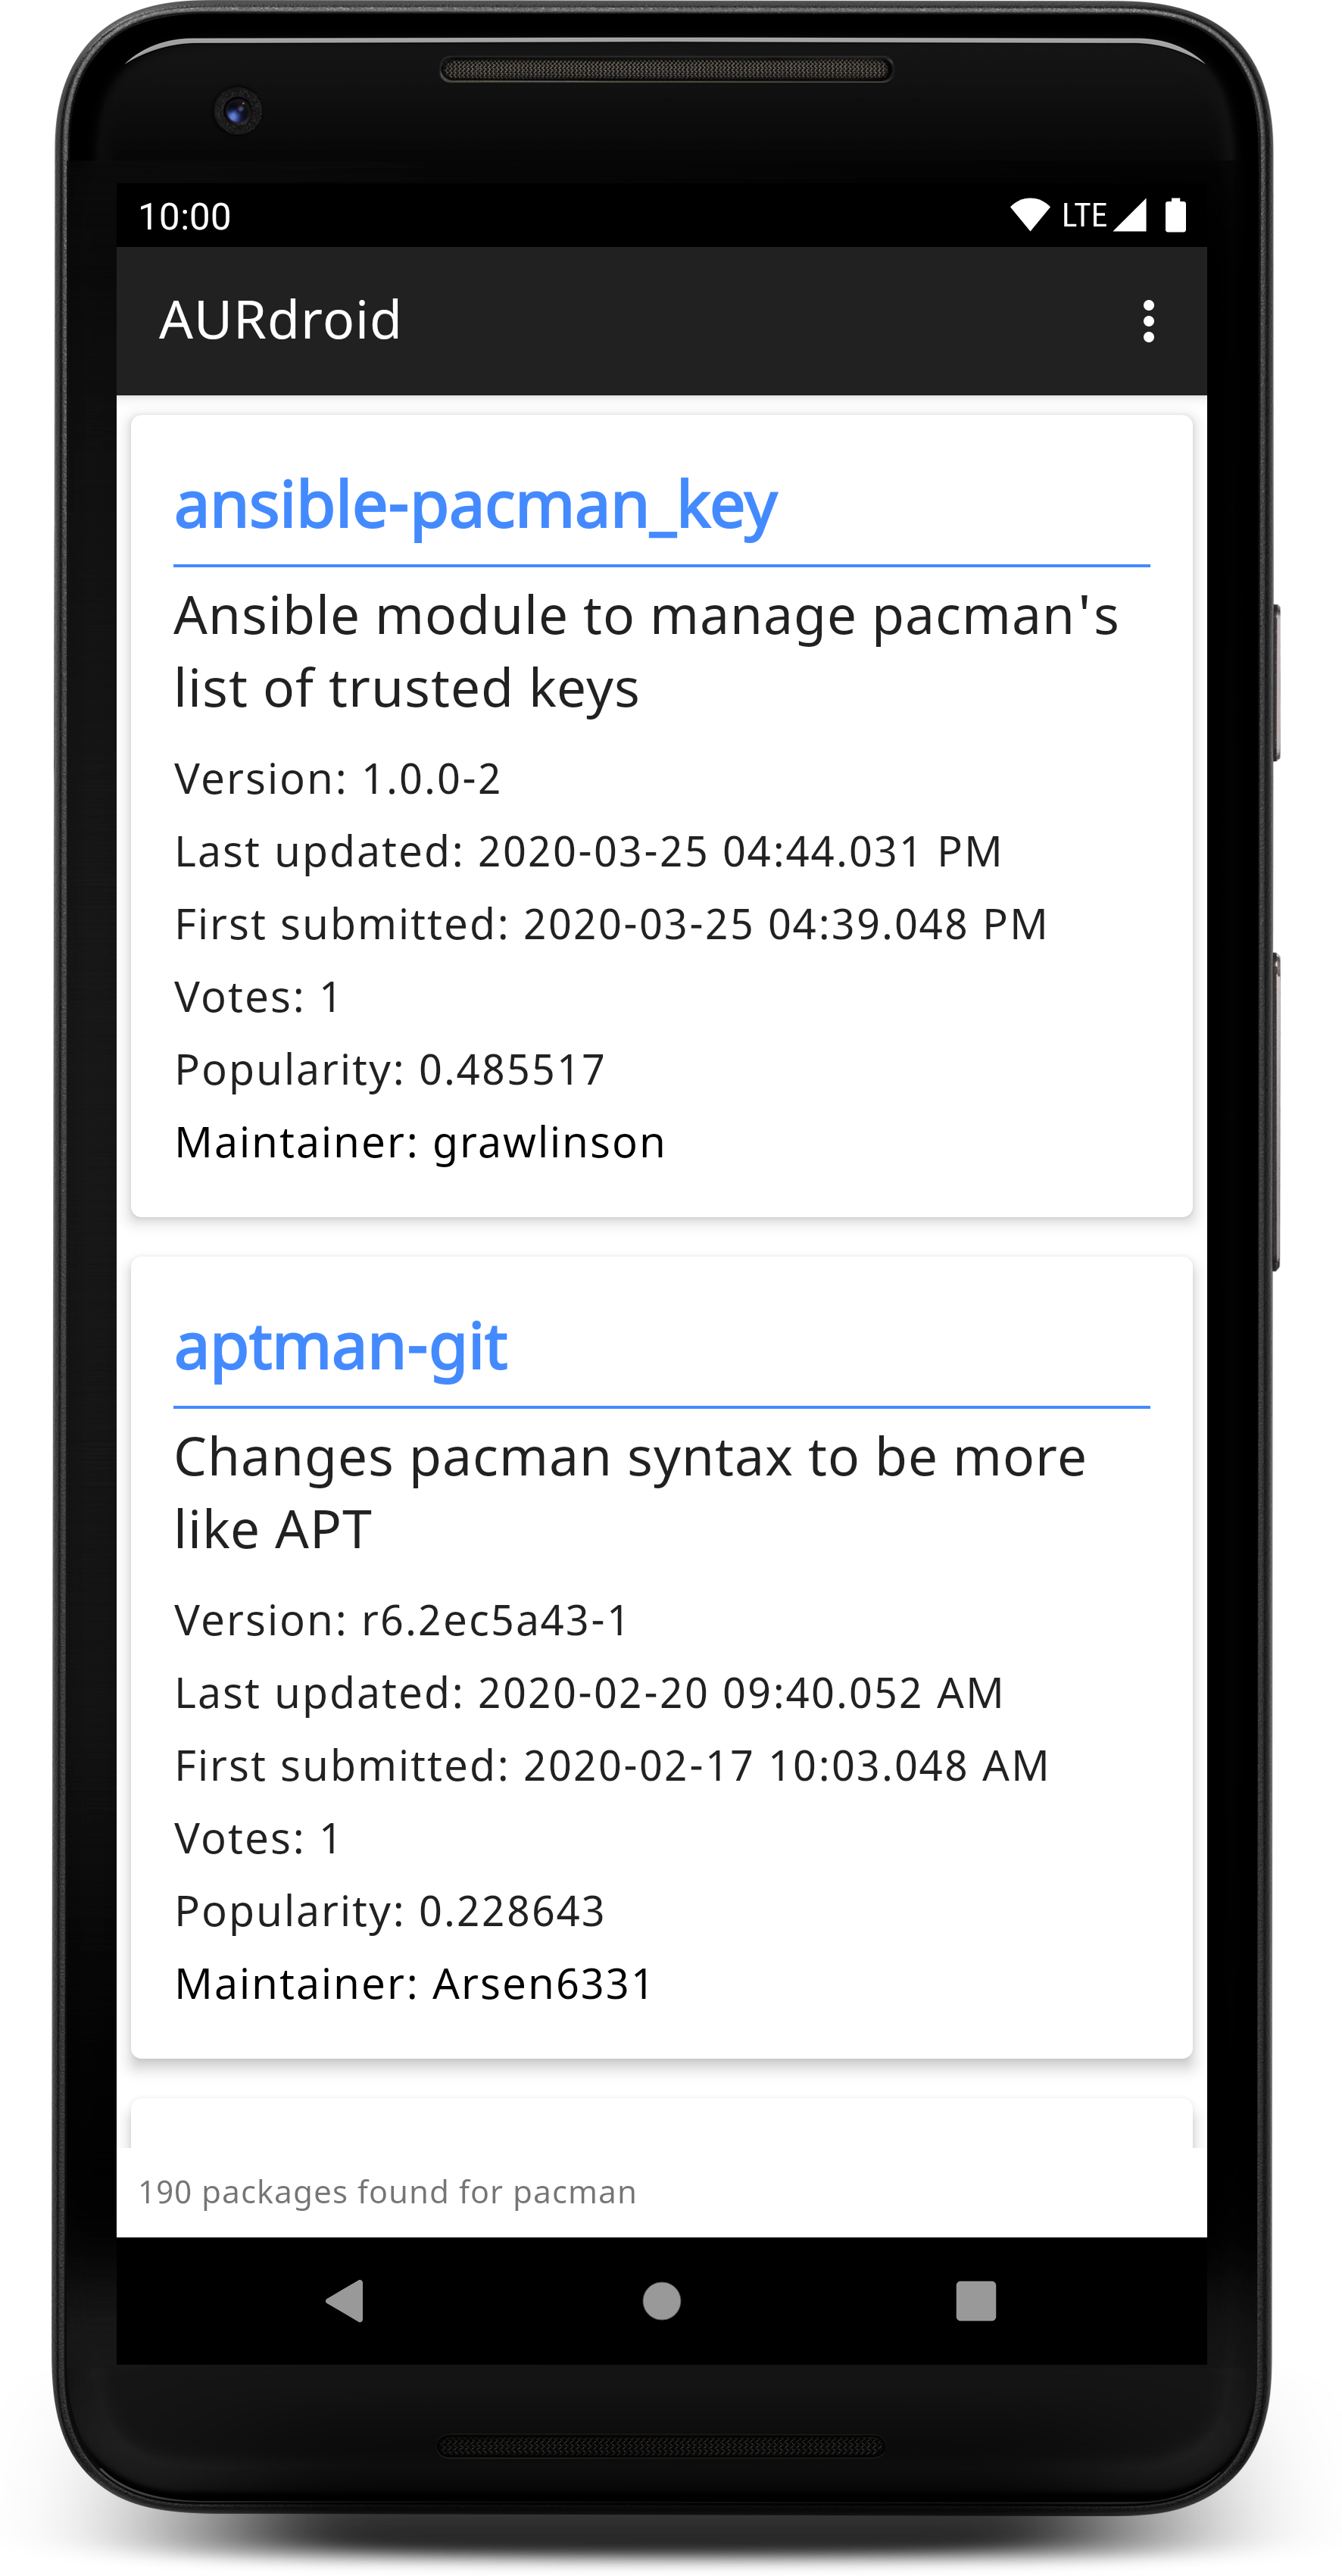 10:00
LTE
AURdroid
ansible-pacman_key
Ansible module to manage pacman's
list of trusted keys
Version: 1.0.0-2
Last updated: 2020-03-25 04:44.031 PM
First submitted: 2020-03-25 04:39.048 PM
Votes: 1
Popularity: 0.485517
Maintainer: grawlinson
aptman-git
Changes pacman syntax to be more
like APT
Version: r6.2ec5a43-1
Last updated: 2020-02-20 09:40.052 AM
First submitted: 2020-02-17 10:03.048 AM
Votes: 1
Popularity: 0.228643
Maintainer: Arsen6331
190 packages found for pacman